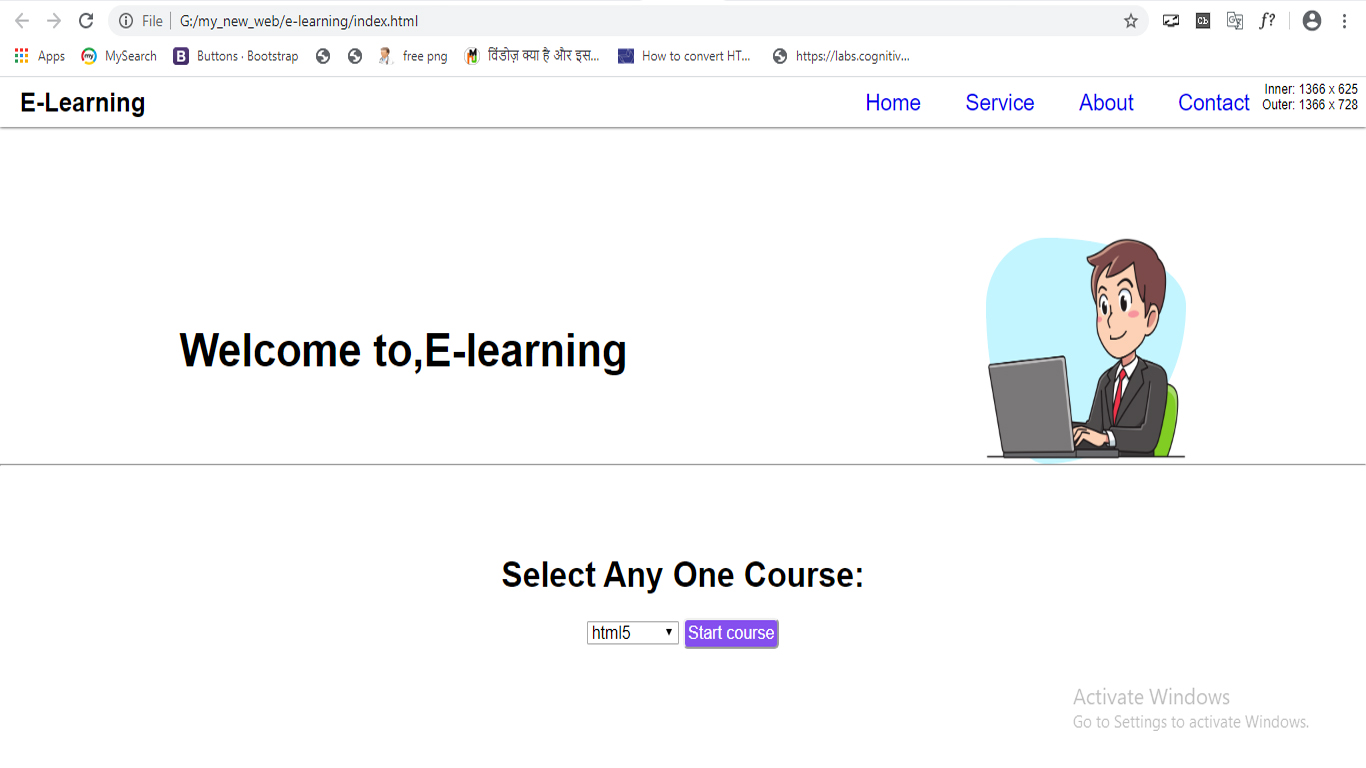 File G:/my_new_web/e-learning/index.html
Cb
f?
Apps MySearch B Buttons · Bootstrap free png विंडोज़ क्या है और इस... How to convert HT... https://labs.cognitiv...
E-Learning Home Service About Contact
Inner: 1366 x 625
Outer: 1366 x 728
Welcome to,E-learning
Select Any One Course:
html5 Start course
Activate Windows
Go to Settings to activate Windows.